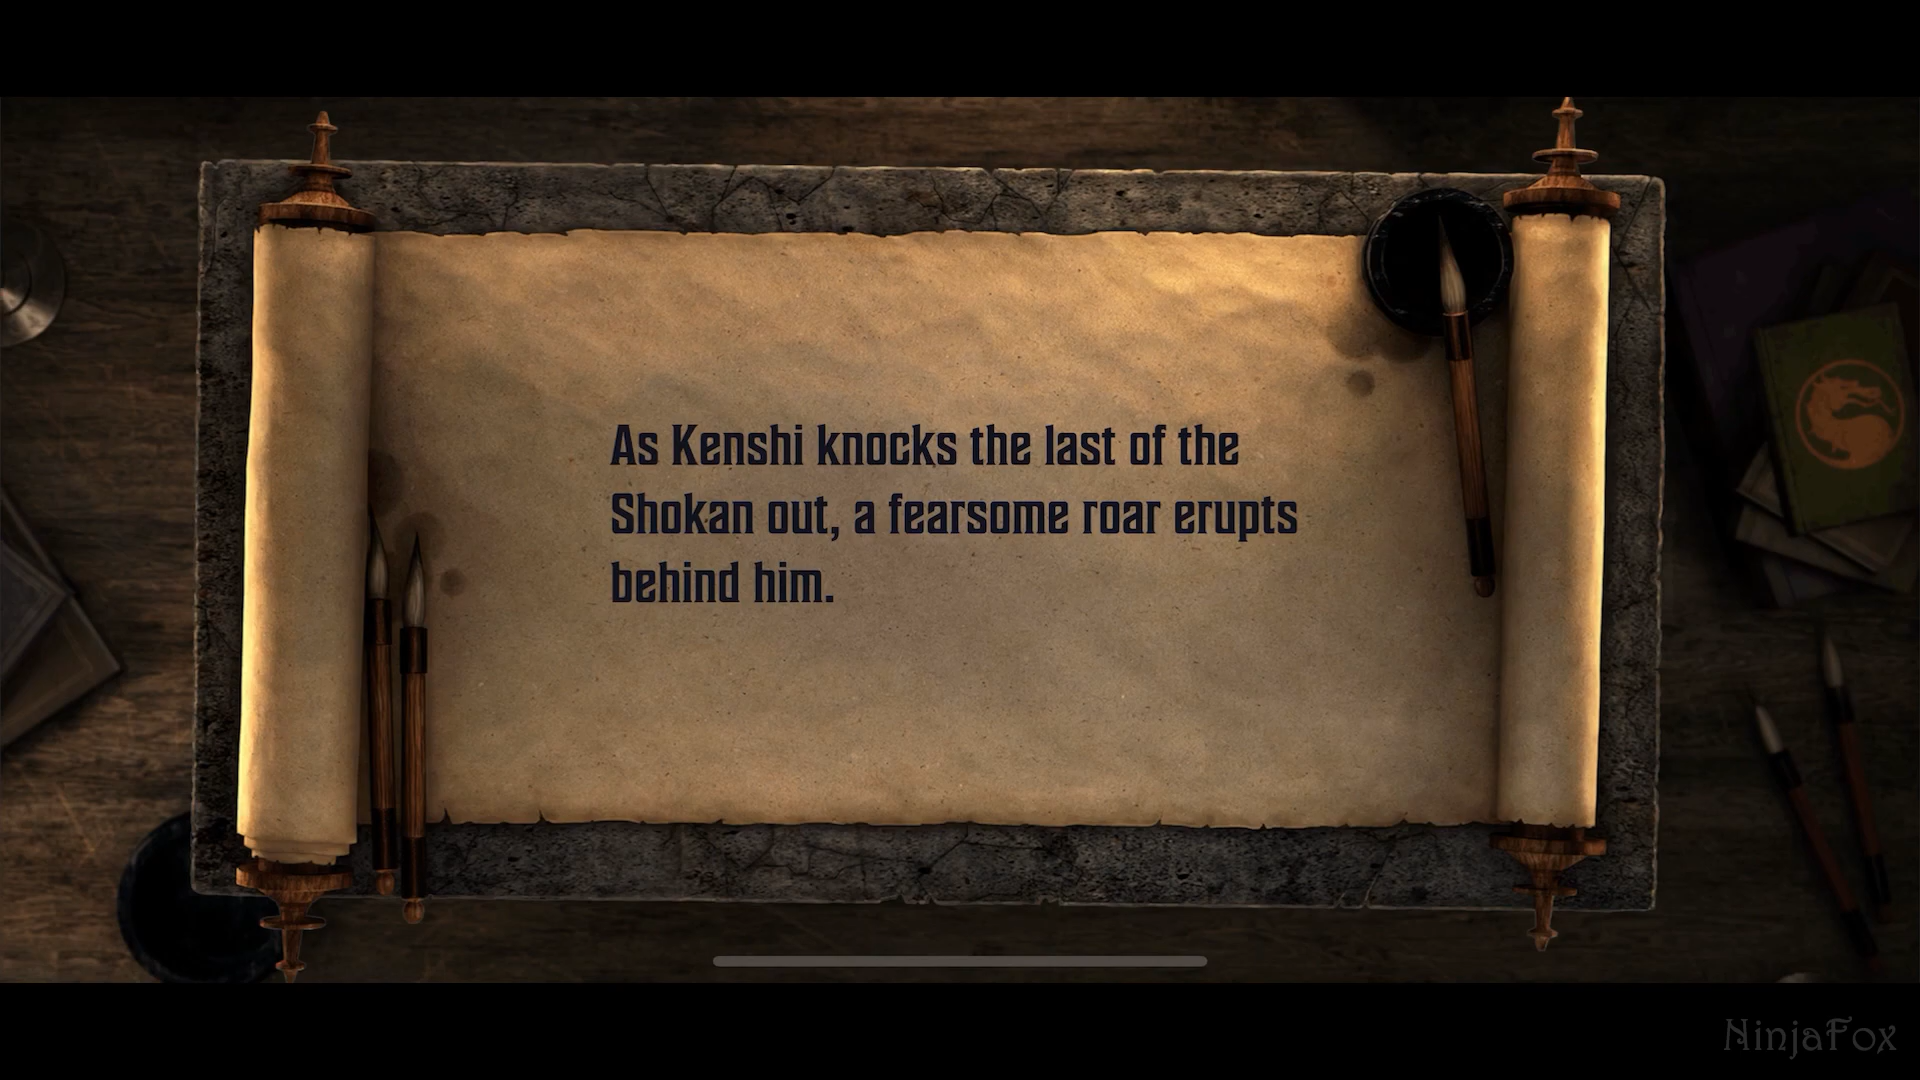 As Kenshi knocks the last of the
Shokan out, a fearsome roar erupts
behind him.
NinjaFox